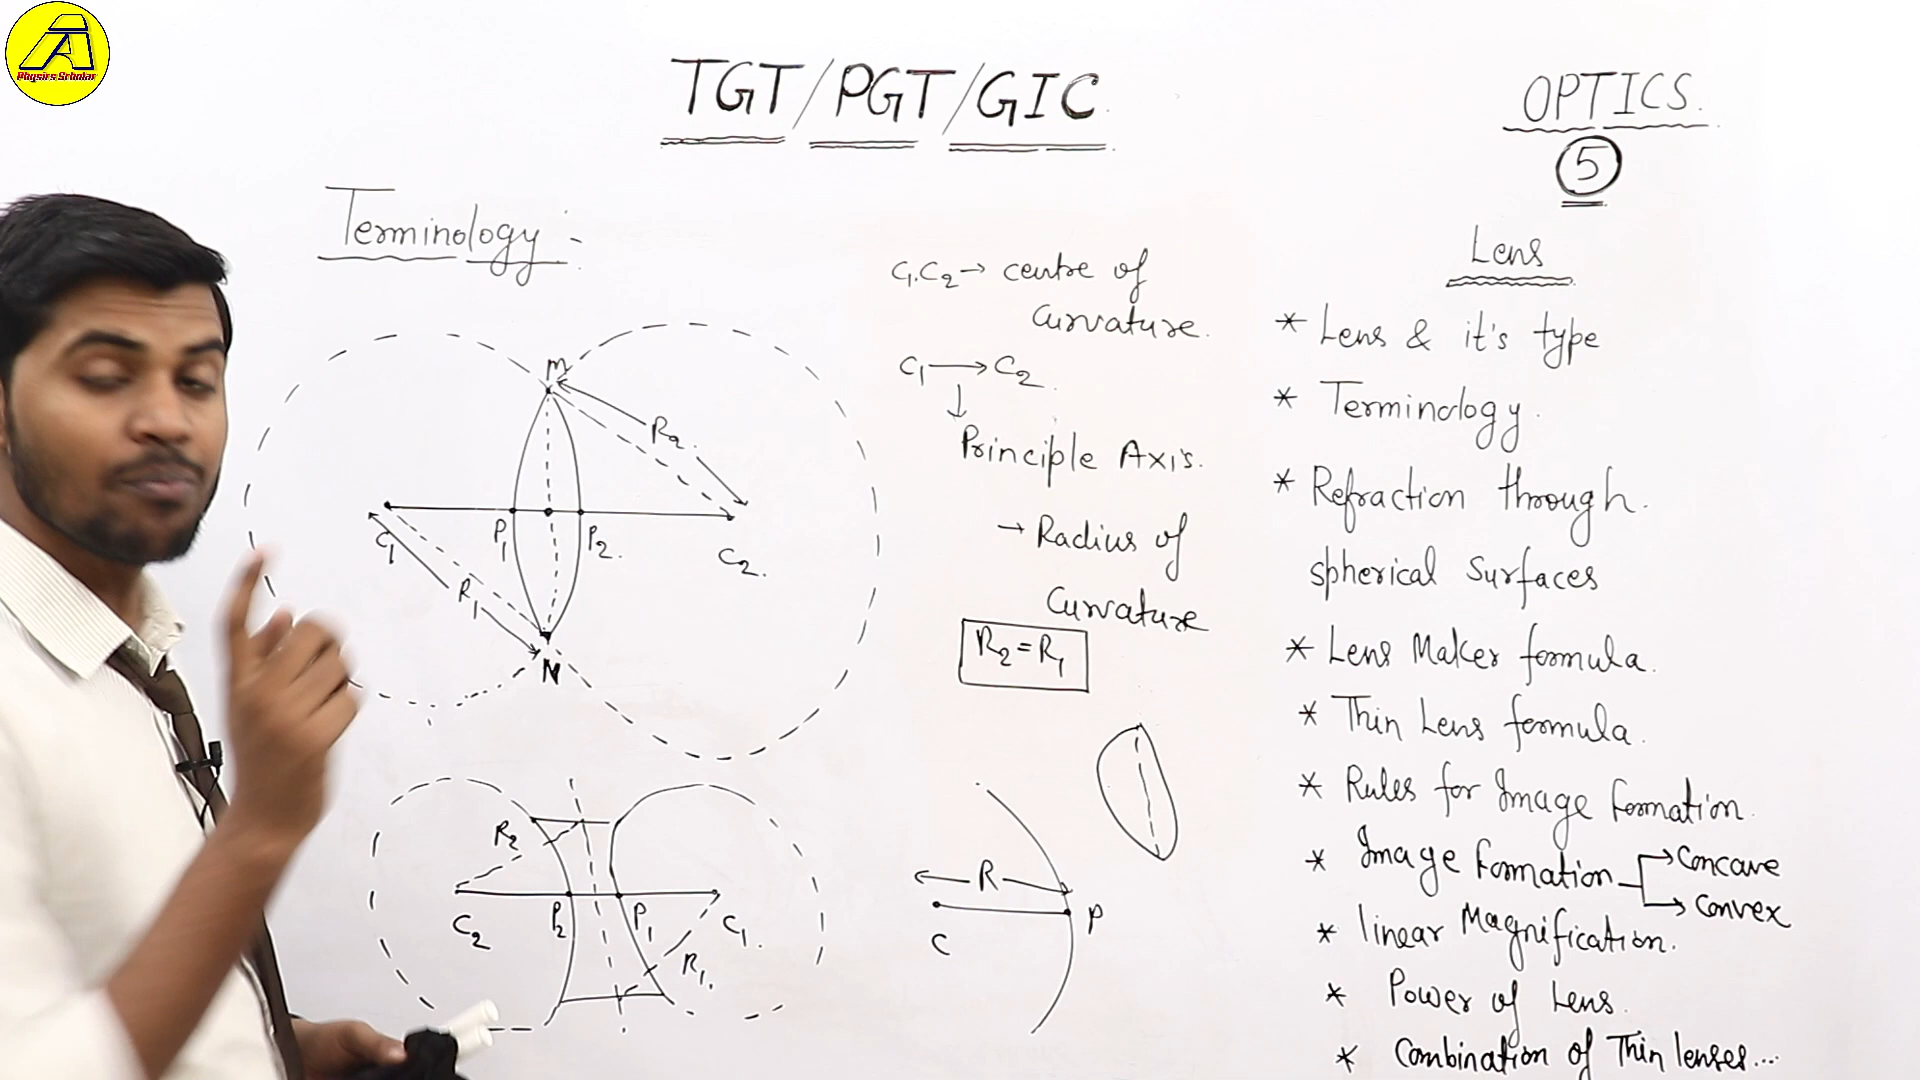 A
Physics Scholar
TGT/PGT/GIC
OPTICS.
5
Terminology :-
M
R2.
C1
P1
P2.
C2.
R1
N
R2
C2
P2
P1
C1.
R1.
C1.C2 → centre of
Curvature.
C1 → C2.
↓
Principle Axis.
→ Radius of
Curvature
R2 = R1
R
C
P
Lens
* Lens & it's type
* Terminology.
* Refraction through.
spherical surfaces
* Lens Maker formula.
* Thin Lens formula.
* Rules for Image Formation.
* Image Formation → Concave
→ Convex
* linear Magnification.
* Power of Lens.
* Combination of Thin lenses...